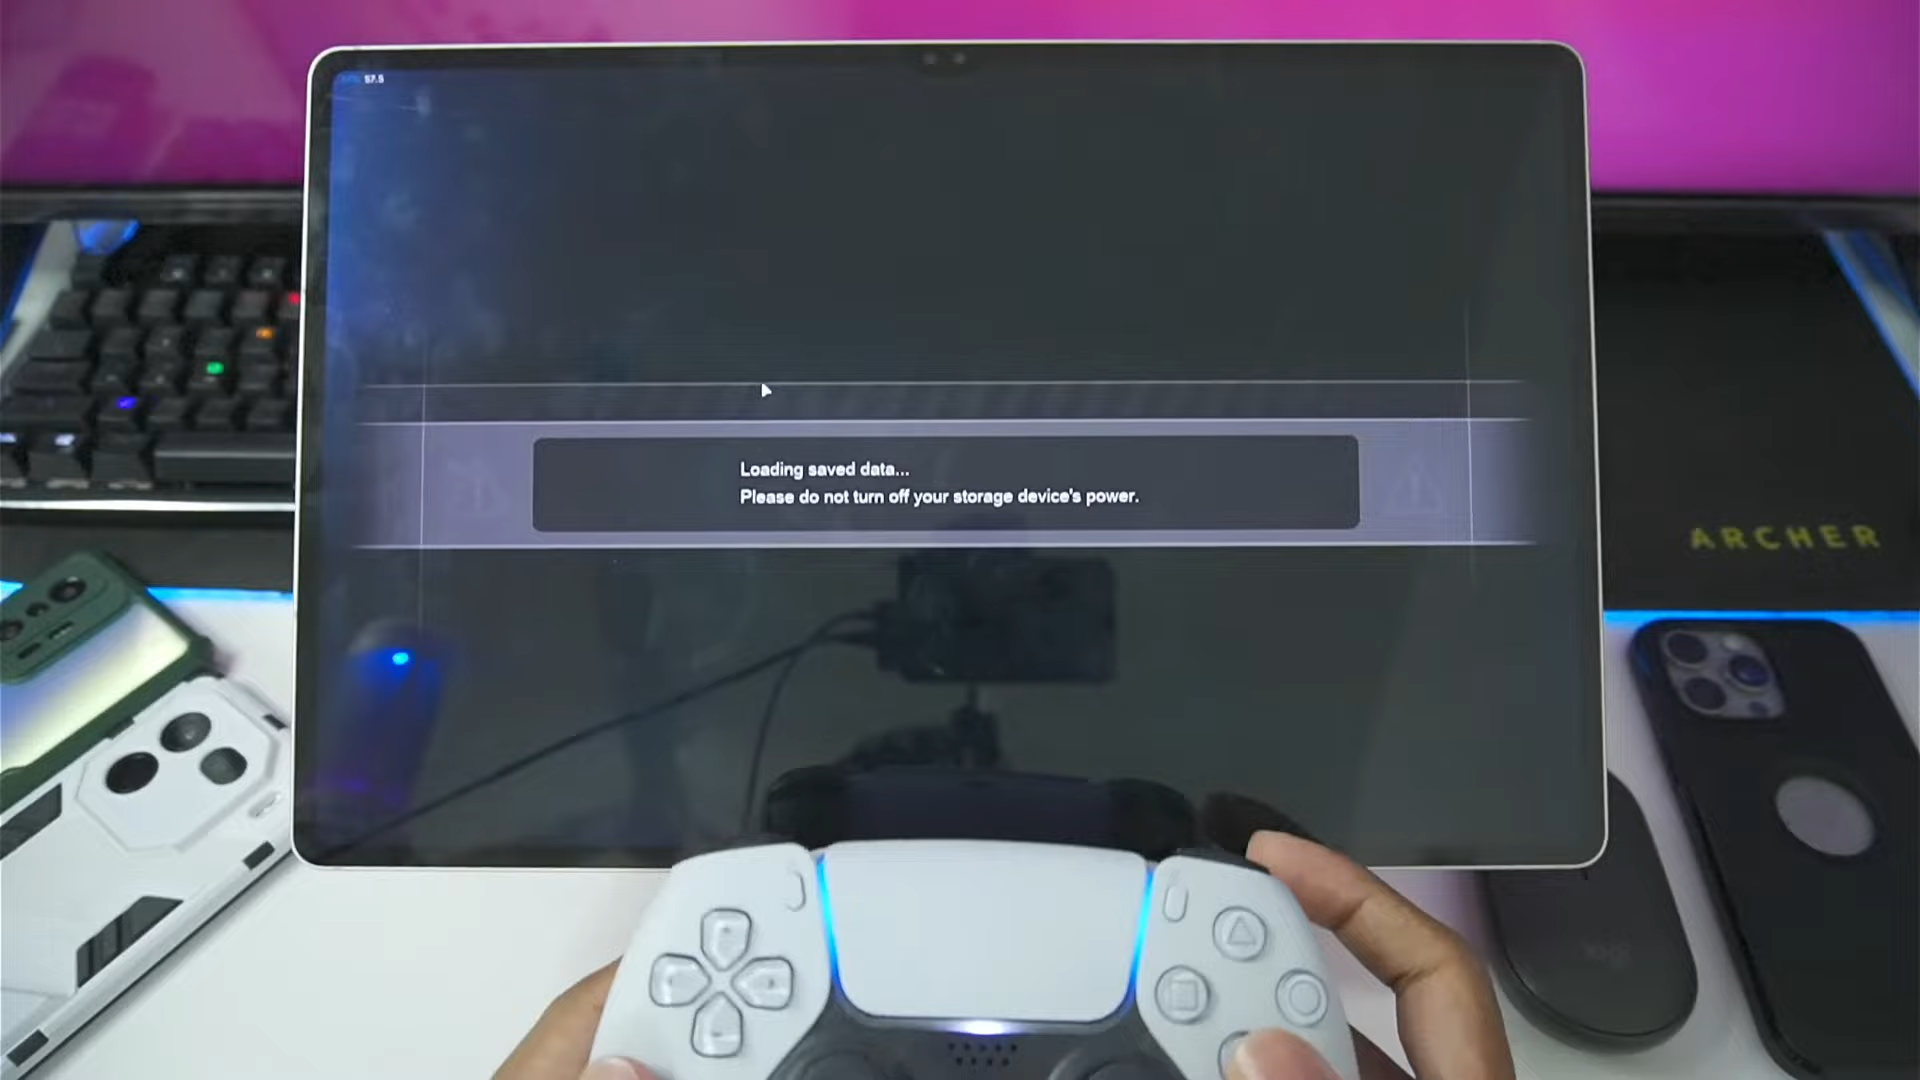 57.5
Loading saved data...
Please do not turn off your storage device's power.
ARCHER